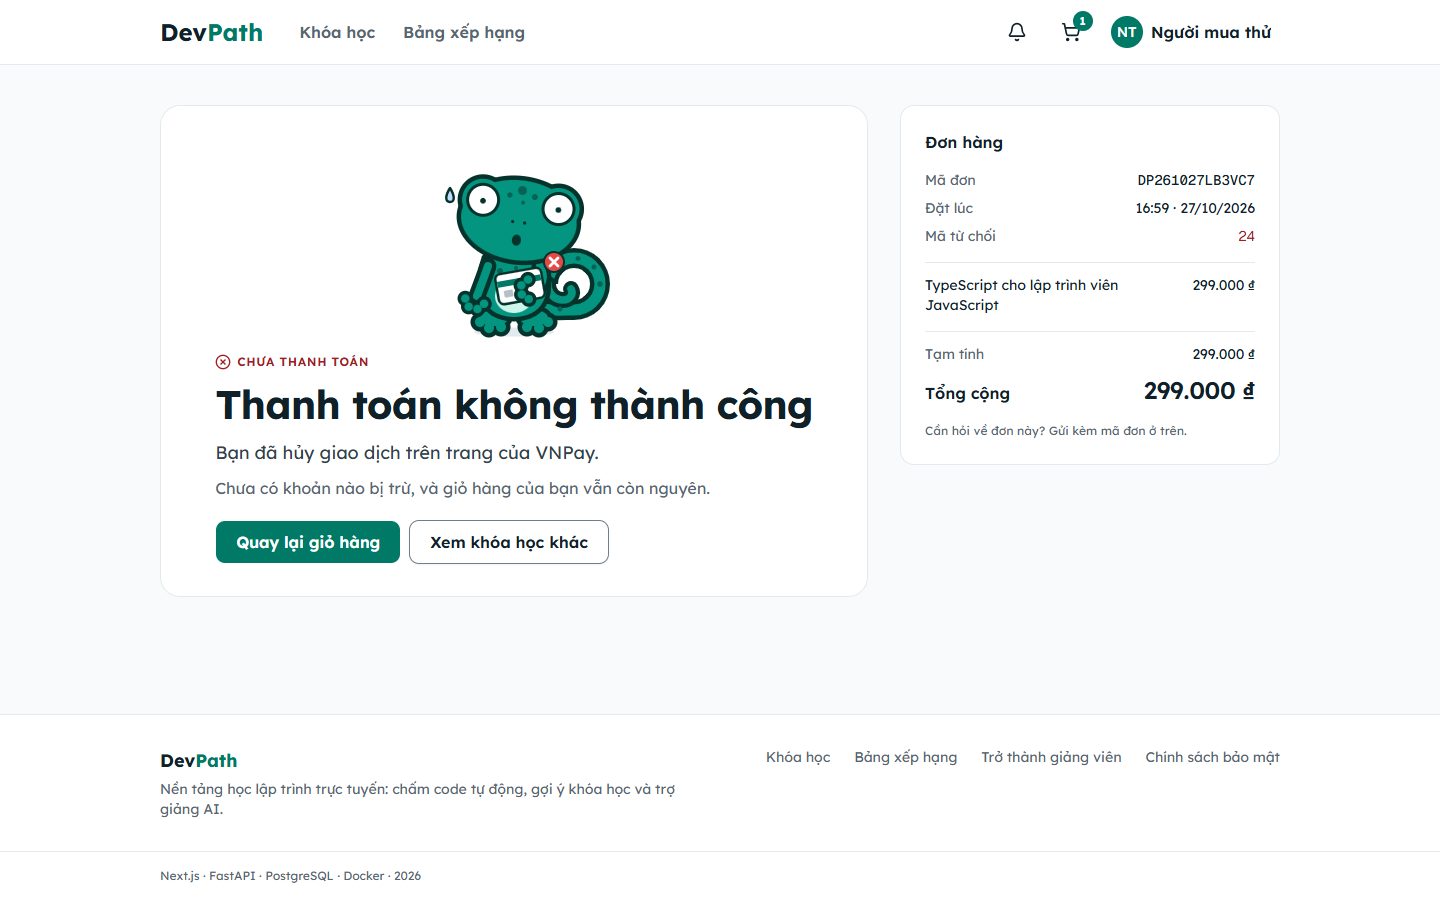 DevPath
Khóa học
Bảng xếp hạng
1
NT
Người mua thử
CHƯA THANH TOÁN
Thanh toán không thành công
Bạn đã hủy giao dịch trên trang của VNPay.
Chưa có khoản nào bị trừ, và giỏ hàng của bạn vẫn còn nguyên.
Quay lại giỏ hàng
Xem khóa học khác
Đơn hàng
Mã đơn DP261027LB3VC7
Đặt lúc 16:59 · 27/10/2026
Mã từ chối 24
TypeScript cho lập trình viên 299.000 ₫
JavaScript
Tạm tính 299.000 ₫
Tổng cộng 299.000 ₫
Cần hỏi về đơn này? Gửi kèm mã đơn ở trên.
DevPath
Nền tảng học lập trình trực tuyến: chấm code tự động, gợi ý khóa học và trợ
giảng AI.
Khóa học
Bảng xếp hạng
Trở thành giảng viên
Chính sách bảo mật
Next.js · FastAPI · PostgreSQL · Docker · 2026